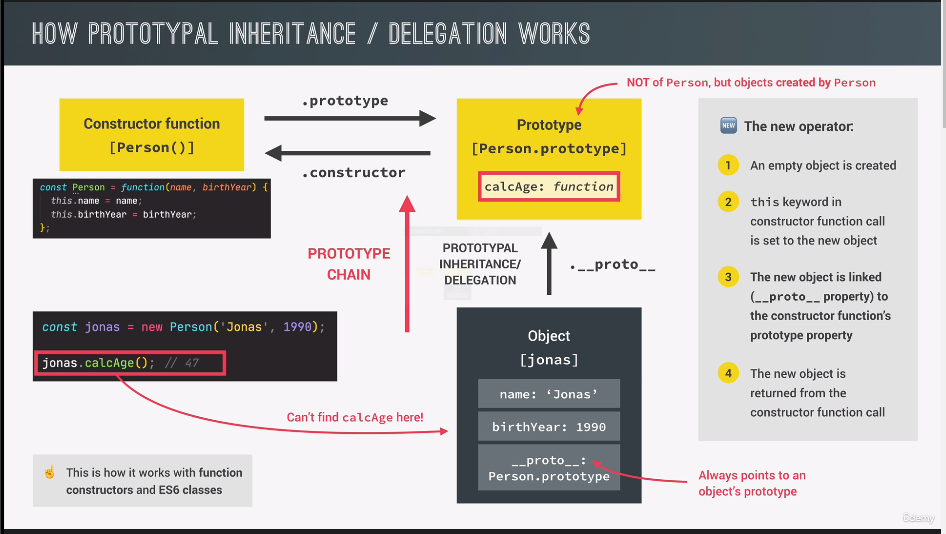 HOW PROTOTYPAL INHERITANCE / DELEGATION WORKS
NOT of Person, but objects created by Person
Constructor function
[Person()]
.prototype
.constructor
Prototype
[Person.prototype]
calcAge: function
const Person = function(name, birthYear) {
this.name = name;
this.birthYear = birthYear;
};
PROTOTYPE
CHAIN
PROTOTYPAL
INHERITANCE/
DELEGATION
.__proto__
const jonas = new Person('Jonas', 1990);
jonas.calcAge(); // 47
Can't find calcAge here!
Object
[jonas]
name: ‘Jonas’
birthYear: 1990
__proto__:
Person.prototype
Always points to an
object's prototype
☝ This is how it works with function
constructors and ES6 classes
NEW The new operator:
1 An empty object is created
2 this keyword in
constructor function call
is set to the new object
3 The new object is linked
(__proto__ property) to
the constructor function's
prototype property
4 The new object is
returned from the
constructor function call
Udemy